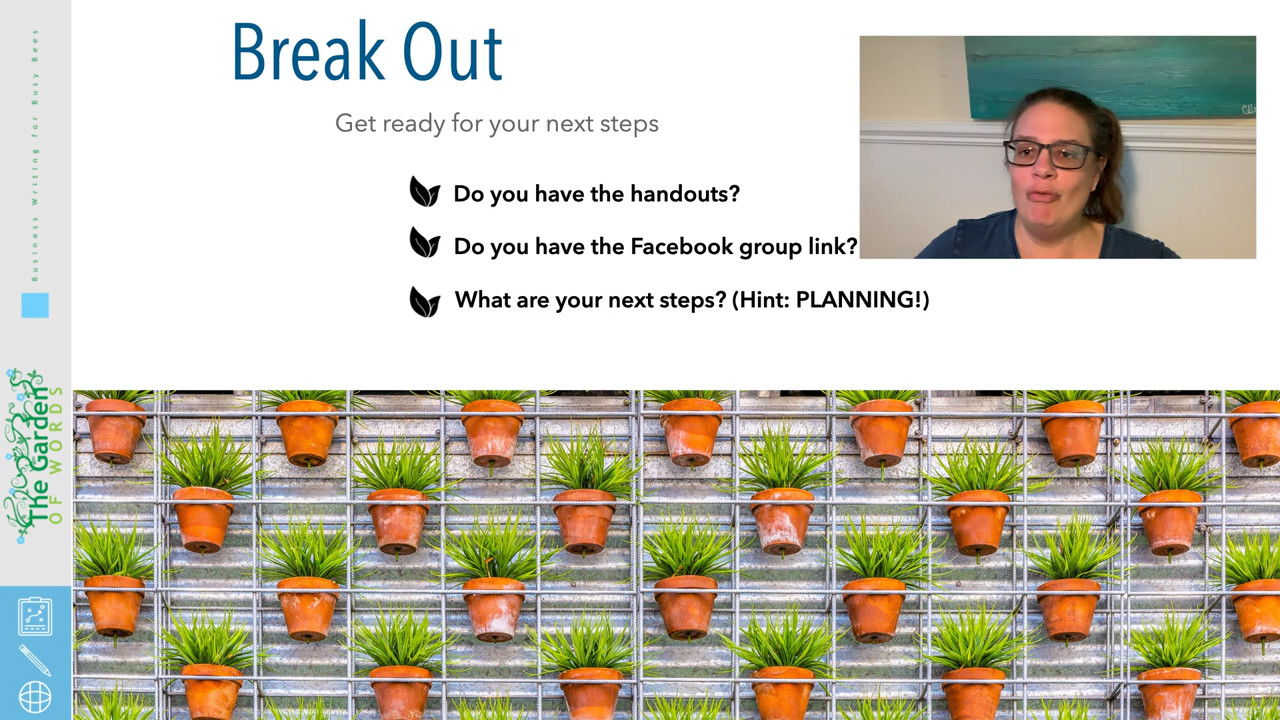 Break Out
Get ready for your next steps
Do you have the handouts?
Do you have the Facebook group link?
What are your next steps? (Hint: PLANNING!)
Business Writing for Busy Bees
The Garden
OF WORDS